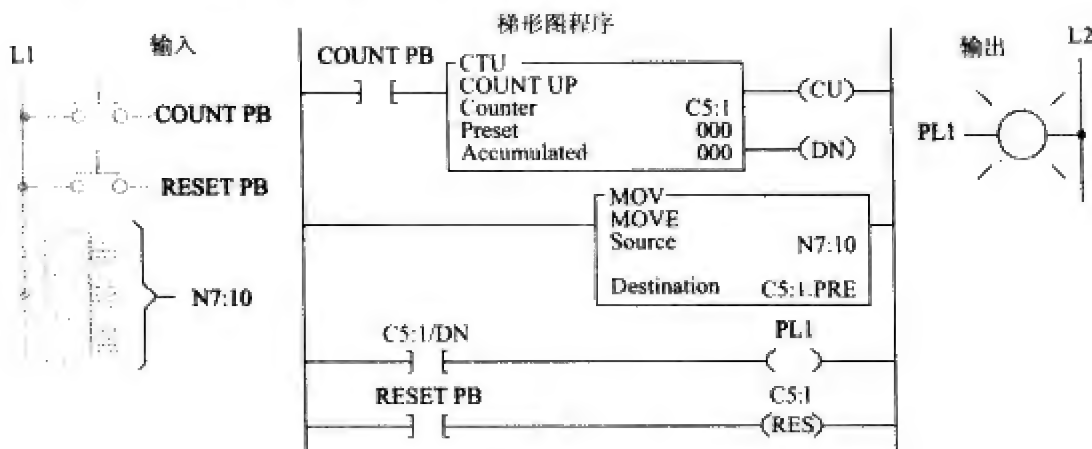 梯形图程序
L1
输入
COUNT PB
RESET PB
N7:10
COUNT PB
CTU
COUNT UP
Counter C5:1
Preset 000
Accumulated 000
(CU)
(DN)
MOV
MOVE
Source N7:10
Destination C5:1.PRE
C5:1/DN
PL1
RESET PB
C5:1
(RES)
输出
L2
PL1